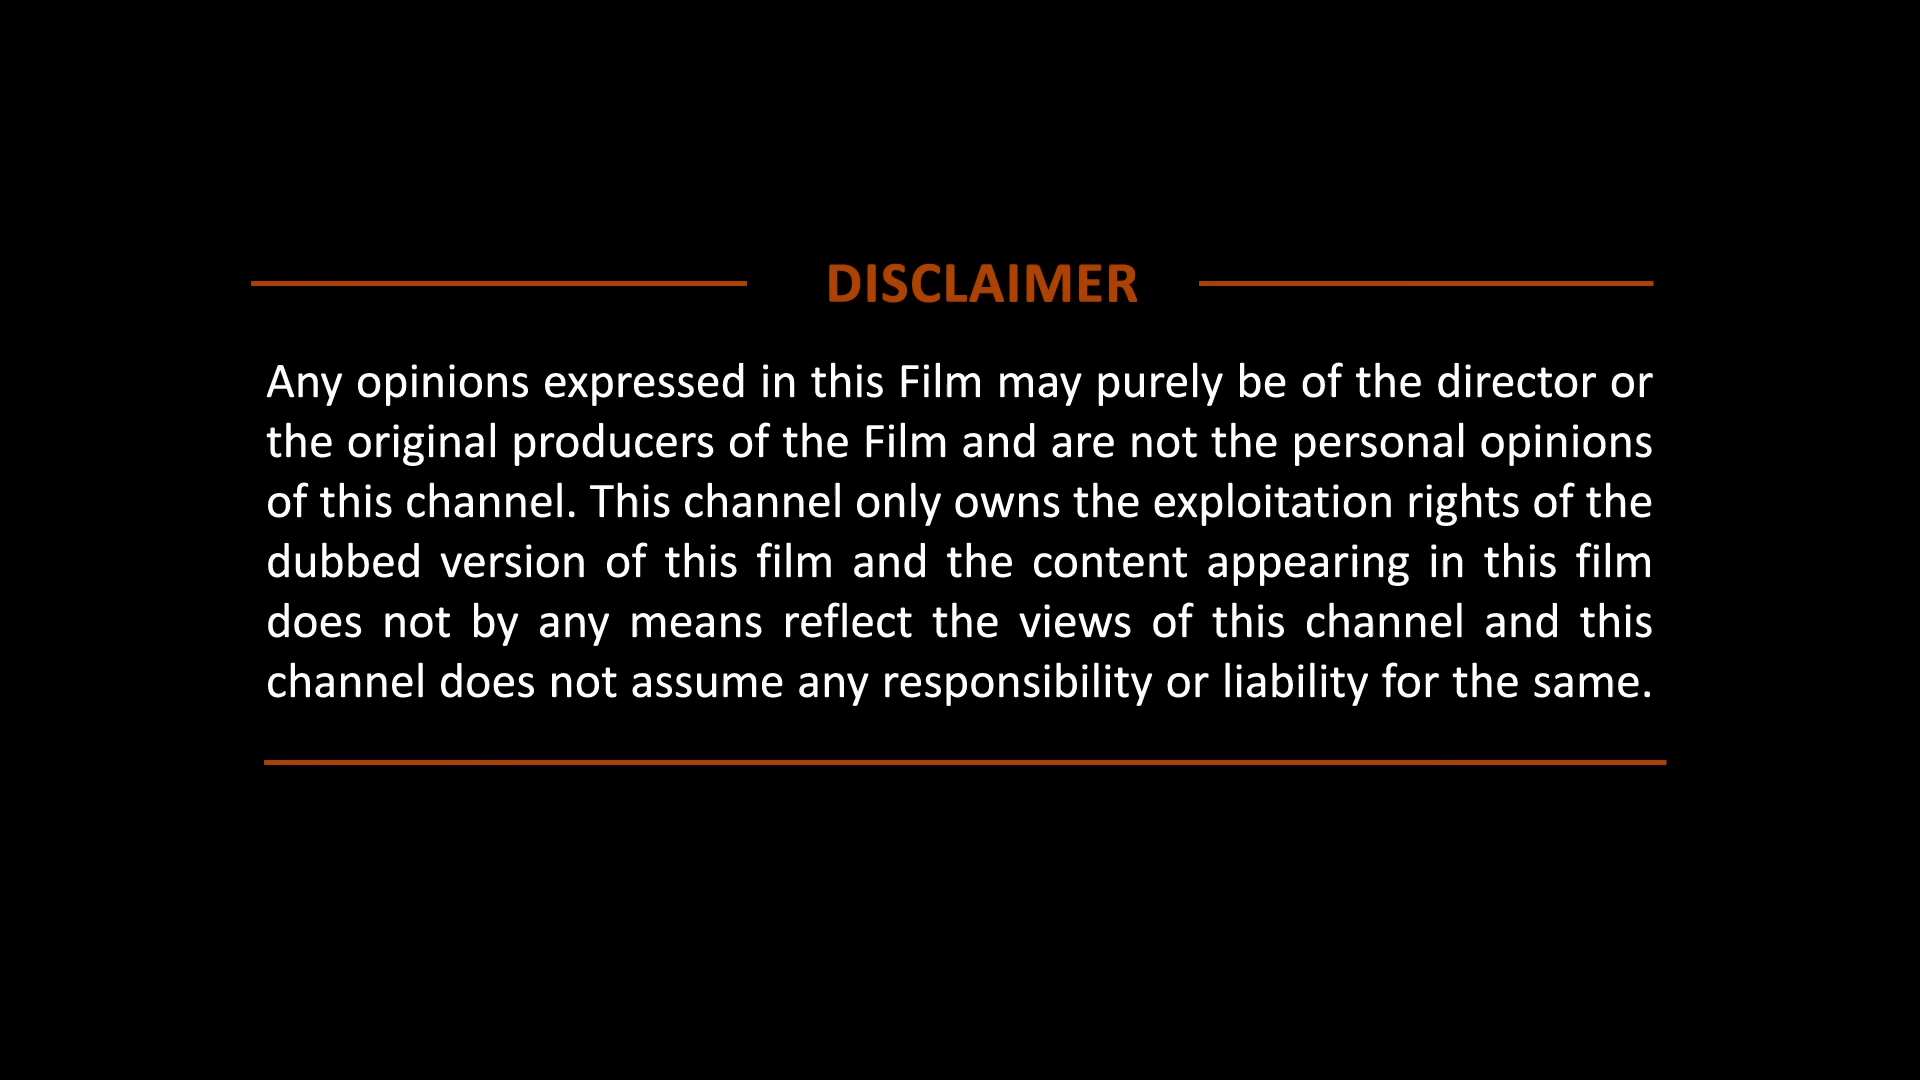 DISCLAIMER
Any opinions expressed in this Film may purely be of the director or
the original producers of the Film and are not the personal opinions
of this channel. This channel only owns the exploitation rights of the
dubbed version of this film and the content appearing in this film
does not by any means reflect the views of this channel and this
channel does not assume any responsibility or liability for the same.